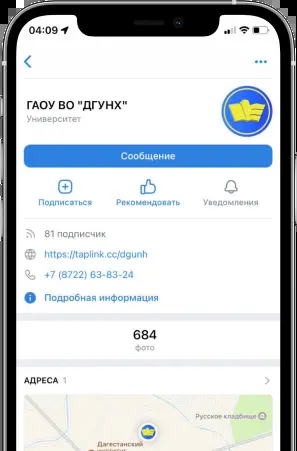 04:09
ГАОУ ВО "ДГУНХ"
Университет
Сообщение
Подписаться
Рекомендовать
Уведомления
81 подписчик
https://taplink.cc/dgunh
+7 (8722) 63-83-24
Подробная информация
684
фото
АДРЕСА 1
Русское кладбище
Дагестанский